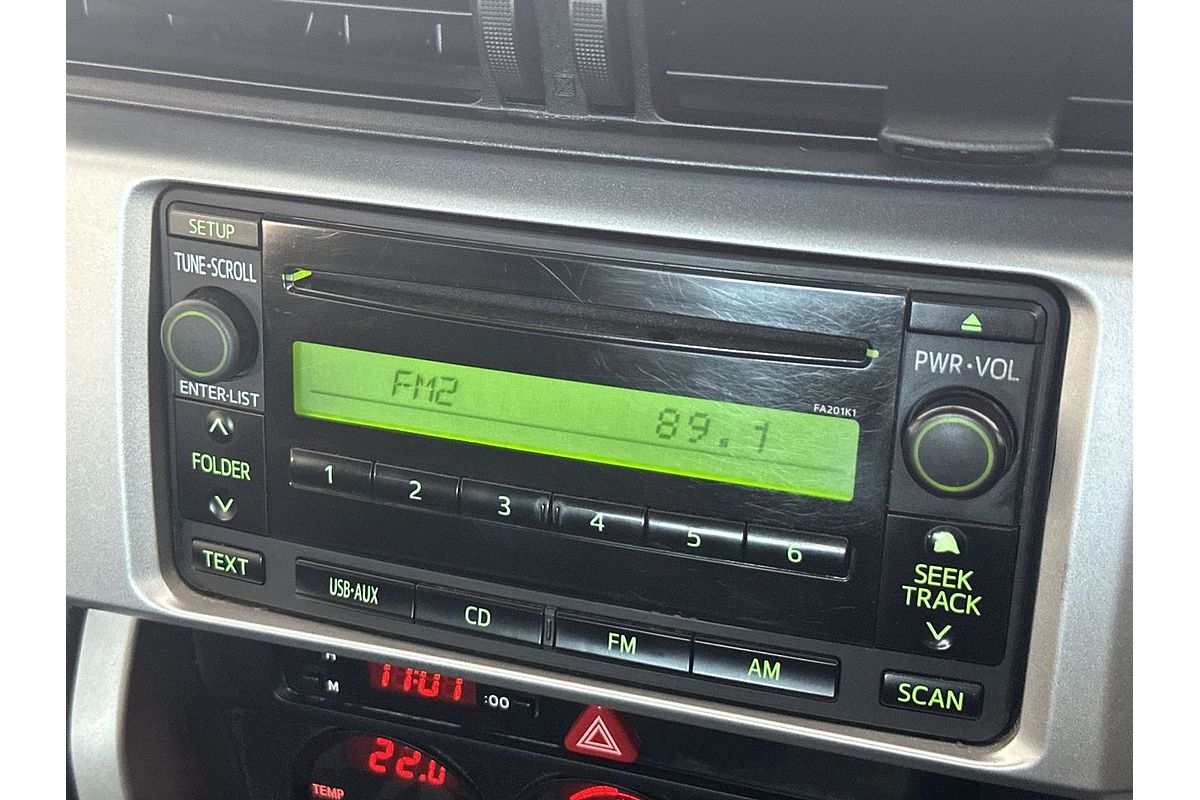 SETUP
TUNE•SCROLL
ENTER•LIST
FOLDER
TEXT
FM2 89.1
FA201K1
1 2 3 4 5 6
USB•AUX CD FM AM
PWR•VOL
SEEK
TRACK
SCAN
H
M
11:01
:00
22.0
TEMP